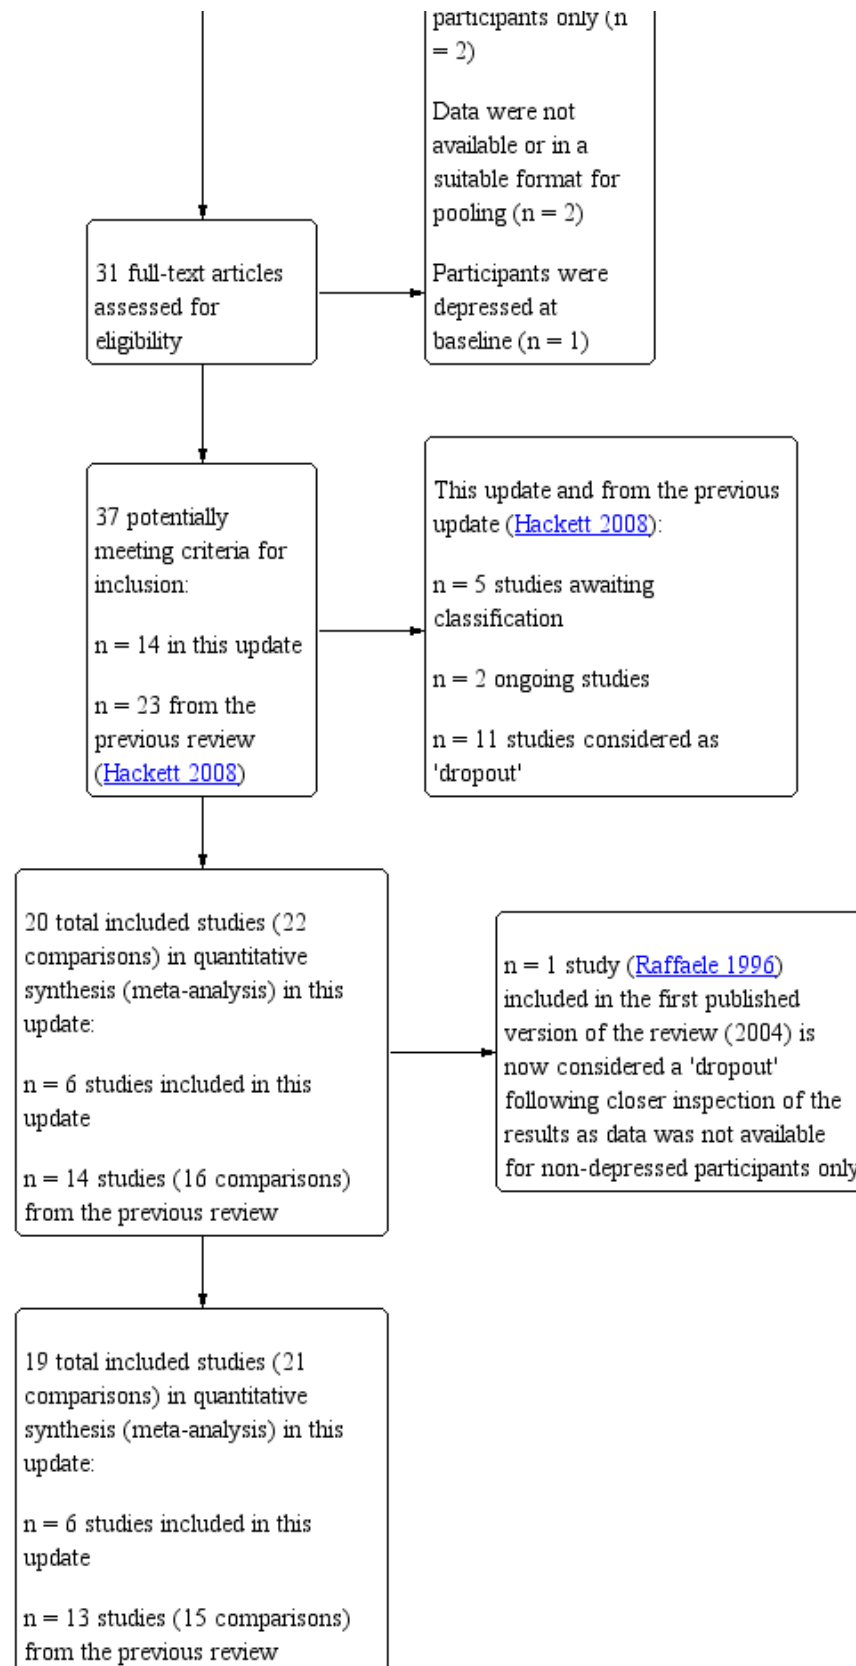 participants only (n
= 2)
Data were not
available or in a
suitable format for
pooling (n = 2)
Participants were
depressed at
baseline (n = 1)
31 full-text articles
assessed for
eligibility
37 potentially
meeting criteria for
inclusion:
n = 14 in this update
n = 23 from the
previous review
(Hackett 2008)
This update and from the previous
update (Hackett 2008):
n = 5 studies awaiting
classification
n = 2 ongoing studies
n = 11 studies considered as
'dropout'
20 total included studies (22
comparisons) in quantitative
synthesis (meta-analysis) in this
update:
n = 6 studies included in this
update
n = 14 studies (16 comparisons)
from the previous review
n = 1 study (Raffaele 1996)
included in the first published
version of the review (2004) is
now considered a 'dropout'
following closer inspection of the
results as data was not available
for non-depressed participants only
19 total included studies (21
comparisons) in quantitative
synthesis (meta-analysis) in this
update:
n = 6 studies included in this
update
n = 13 studies (15 comparisons)
from the previous review